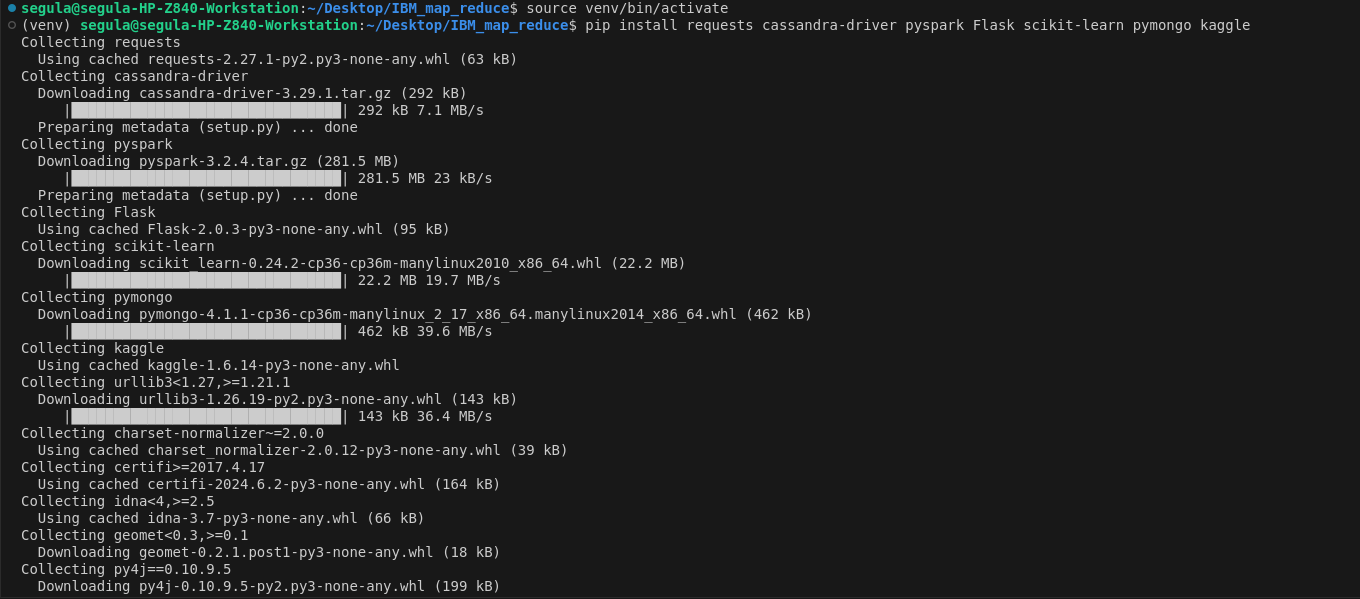 segula@segula-HP-Z840-Workstation:~/Desktop/IBM_map_reduce$ source venv/bin/activate
(venv) segula@segula-HP-Z840-Workstation:~/Desktop/IBM_map_reduce$ pip install requests cassandra-driver pyspark Flask scikit-learn pymongo kaggle
Collecting requests
  Using cached requests-2.27.1-py2.py3-none-any.whl (63 kB)
Collecting cassandra-driver
  Downloading cassandra-driver-3.29.1.tar.gz (292 kB)
     |████████████████████████████████| 292 kB 7.1 MB/s
  Preparing metadata (setup.py) ... done
Collecting pyspark
  Downloading pyspark-3.2.4.tar.gz (281.5 MB)
     |████████████████████████████████| 281.5 MB 23 kB/s
  Preparing metadata (setup.py) ... done
Collecting Flask
  Using cached Flask-2.0.3-py3-none-any.whl (95 kB)
Collecting scikit-learn
  Downloading scikit_learn-0.24.2-cp36-cp36m-manylinux2010_x86_64.whl (22.2 MB)
     |████████████████████████████████| 22.2 MB 19.7 MB/s
Collecting pymongo
  Downloading pymongo-4.1.1-cp36-cp36m-manylinux_2_17_x86_64.manylinux2014_x86_64.whl (462 kB)
     |████████████████████████████████| 462 kB 39.6 MB/s
Collecting kaggle
  Using cached kaggle-1.6.14-py3-none-any.whl
Collecting urllib3<1.27,>=1.21.1
  Downloading urllib3-1.26.19-py2.py3-none-any.whl (143 kB)
     |████████████████████████████████| 143 kB 36.4 MB/s
Collecting charset-normalizer~=2.0.0
  Using cached charset_normalizer-2.0.12-py3-none-any.whl (39 kB)
Collecting certifi>=2017.4.17
  Using cached certifi-2024.6.2-py3-none-any.whl (164 kB)
Collecting idna<4,>=2.5
  Using cached idna-3.7-py3-none-any.whl (66 kB)
Collecting geomet<0.3,>=0.1
  Downloading geomet-0.2.1.post1-py3-none-any.whl (18 kB)
Collecting py4j==0.10.9.5
  Downloading py4j-0.10.9.5-py2.py3-none-any.whl (199 kB)